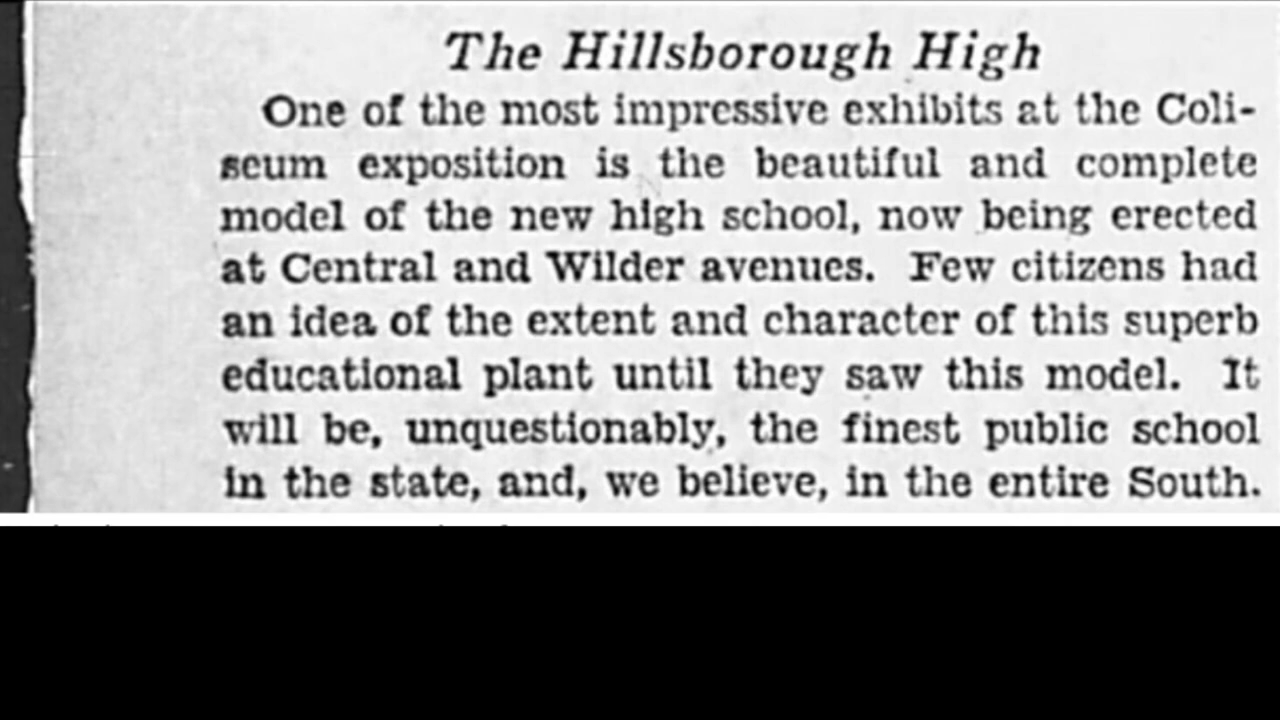 The Hillsborough High
One of the most impressive exhibits at the Coli-
seum exposition is the beautiful and complete
model of the new high school, now being erected
at Central and Wilder avenues. Few citizens had
an idea of the extent and character of this superb
educational plant until they saw this model. It
will be, unquestionably, the finest public school
in the state, and, we believe, in the entire South.